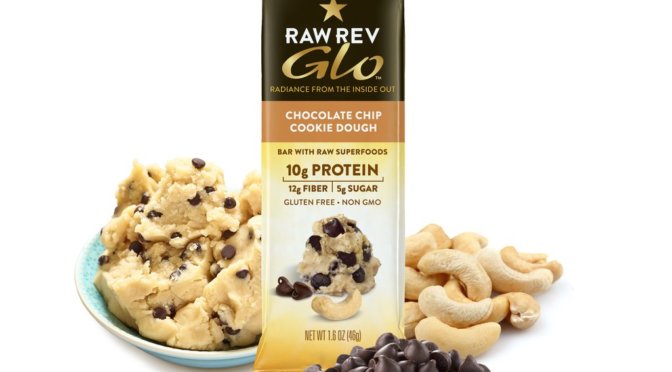 RAW REV
Glo™
RADIANCE FROM THE INSIDE OUT
CHOCOLATE CHIP
COOKIE DOUGH
BAR WITH RAW SUPERFOODS
10g PROTEIN
12g FIBER | 5g SUGAR
GLUTEN FREE • NON GMO
NET WT 1.6 OZ (46g)